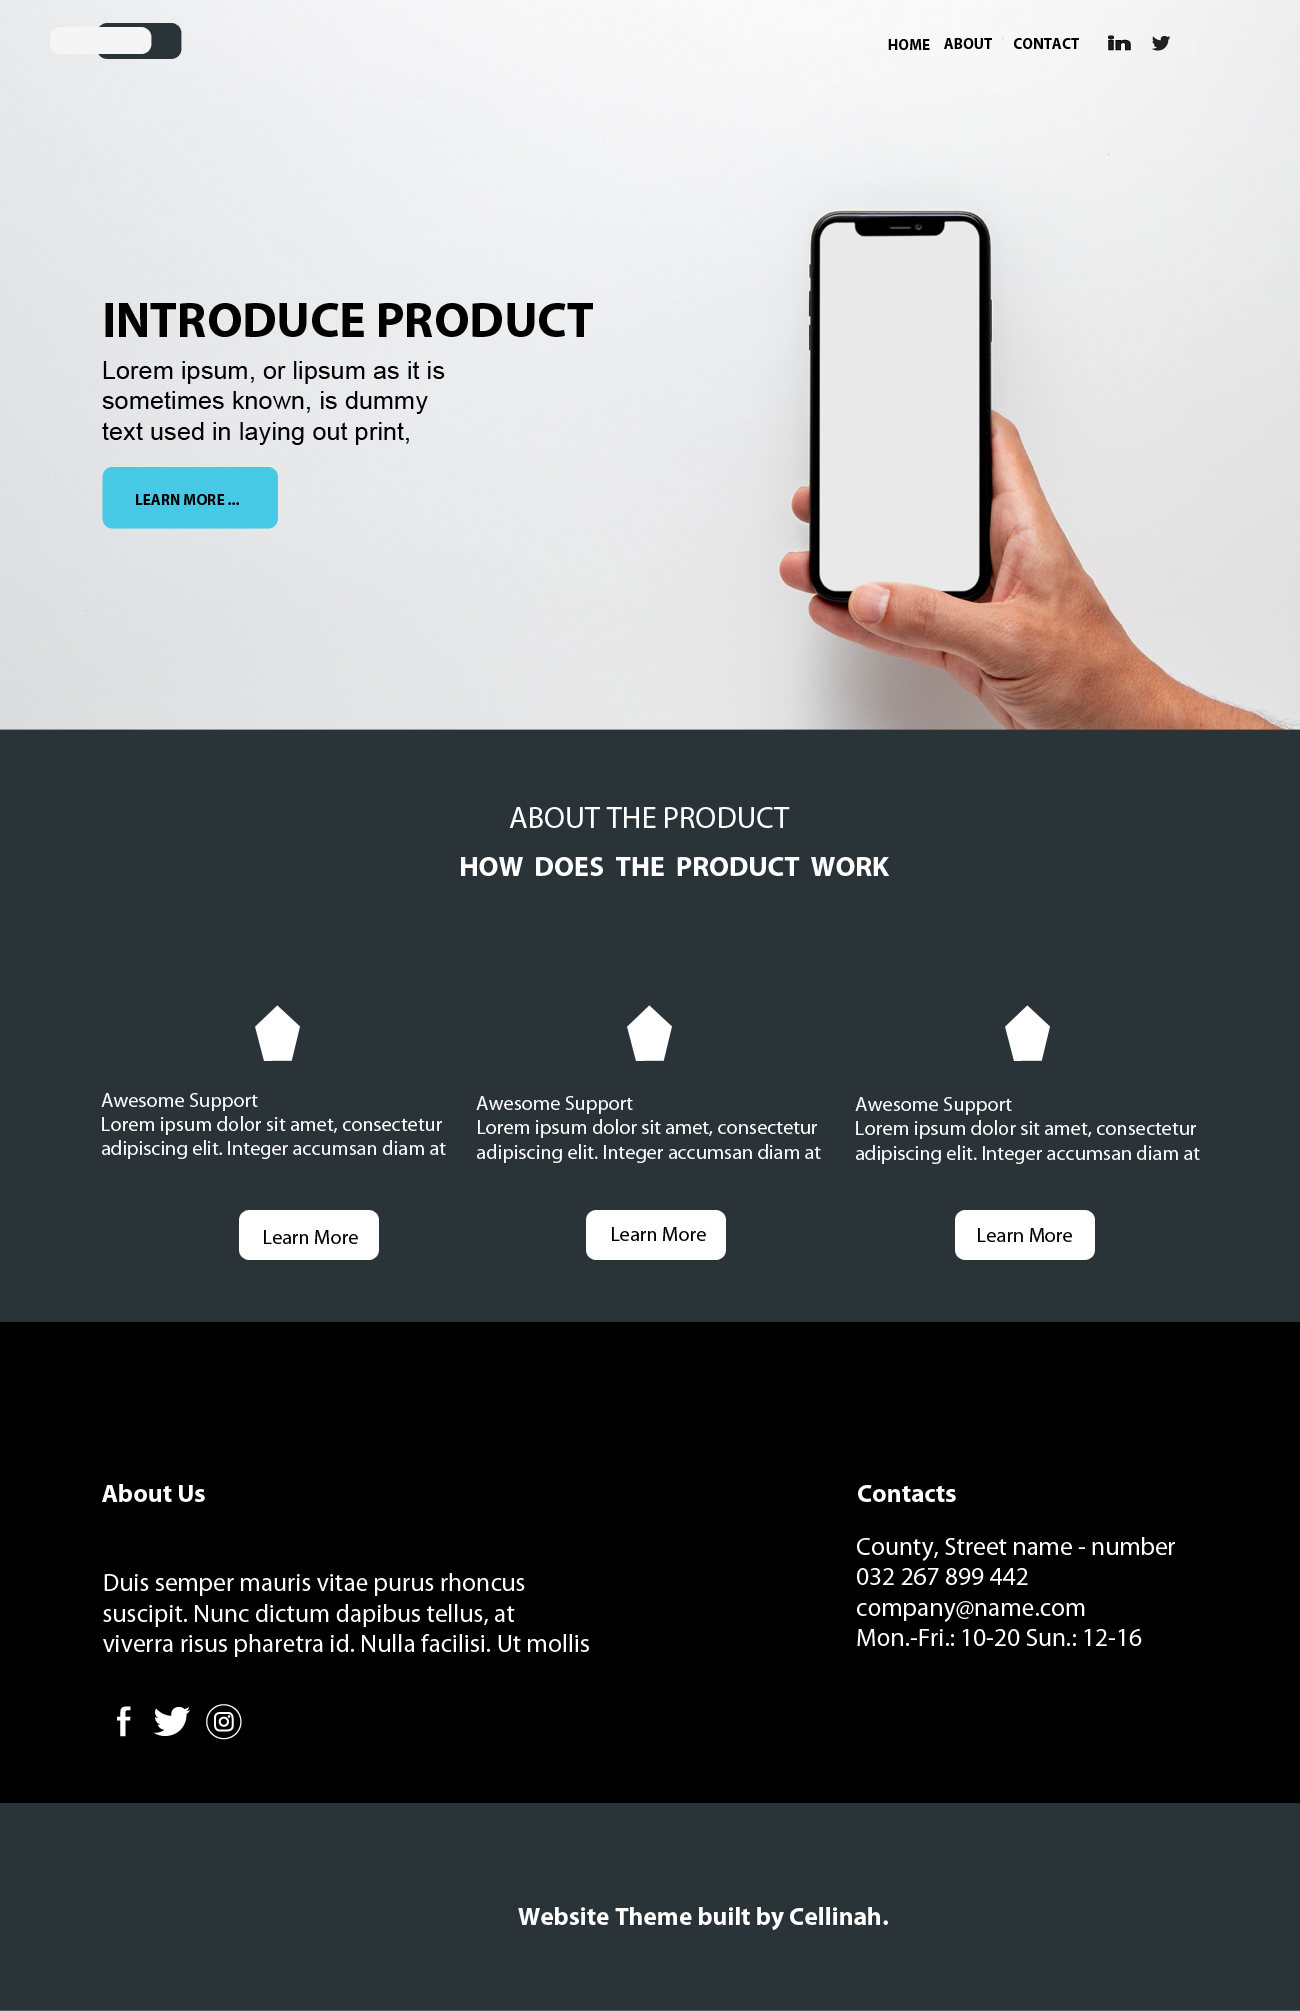 HOME ABOUT CONTACT
INTRODUCE PRODUCT
Lorem ipsum, or lipsum as it is
sometimes known, is dummy
text used in laying out print,
LEARN MORE ...
ABOUT THE PRODUCT
HOW DOES THE PRODUCT WORK
Awesome Support
Lorem ipsum dolor sit amet, consectetur
adipiscing elit. Integer accumsan diam at
Learn More
Awesome Support
Lorem ipsum dolor sit amet, consectetur
adipiscing elit. Integer accumsan diam at
Learn More
Awesome Support
Lorem ipsum dolor sit amet, consectetur
adipiscing elit. Integer accumsan diam at
Learn More
About Us
Duis semper mauris vitae purus rhoncus
suscipit. Nunc dictum dapibus tellus, at
viverra risus pharetra id. Nulla facilisi. Ut mollis
Contacts
County, Street name - number
032 267 899 442
company@name.com
Mon.-Fri.: 10-20 Sun.: 12-16
Website Theme built by Cellinah.